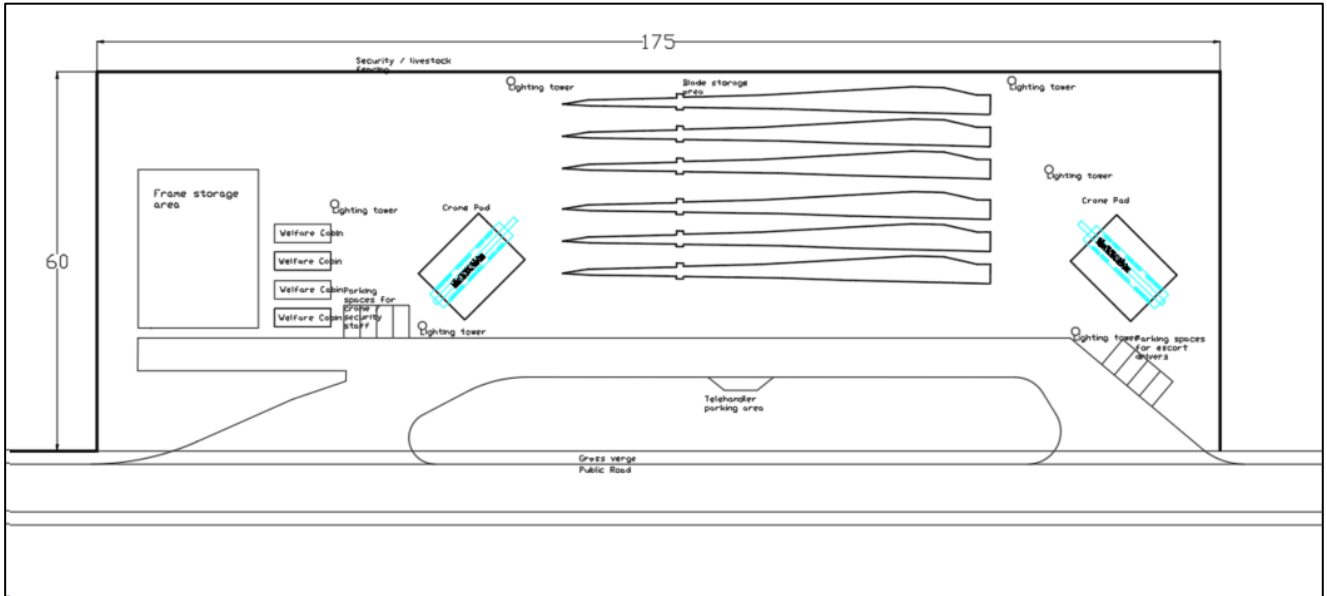 175
Security / livestock
fencing
Lighting tower
Blade storage
area
Lighting tower
Lighting tower
Frame storage
area
Lighting tower
Crane Pad
Crane Pad
Welfare Cabin
60
Welfare Cabin
Welfare Cabin
Parking
spaces for
crane /
security
staff
Welfare Cabin
Lighting tower
Lighting tower
Parking spaces
for escort
drivers
Telehandler
parking area
Grass verge
Public Road